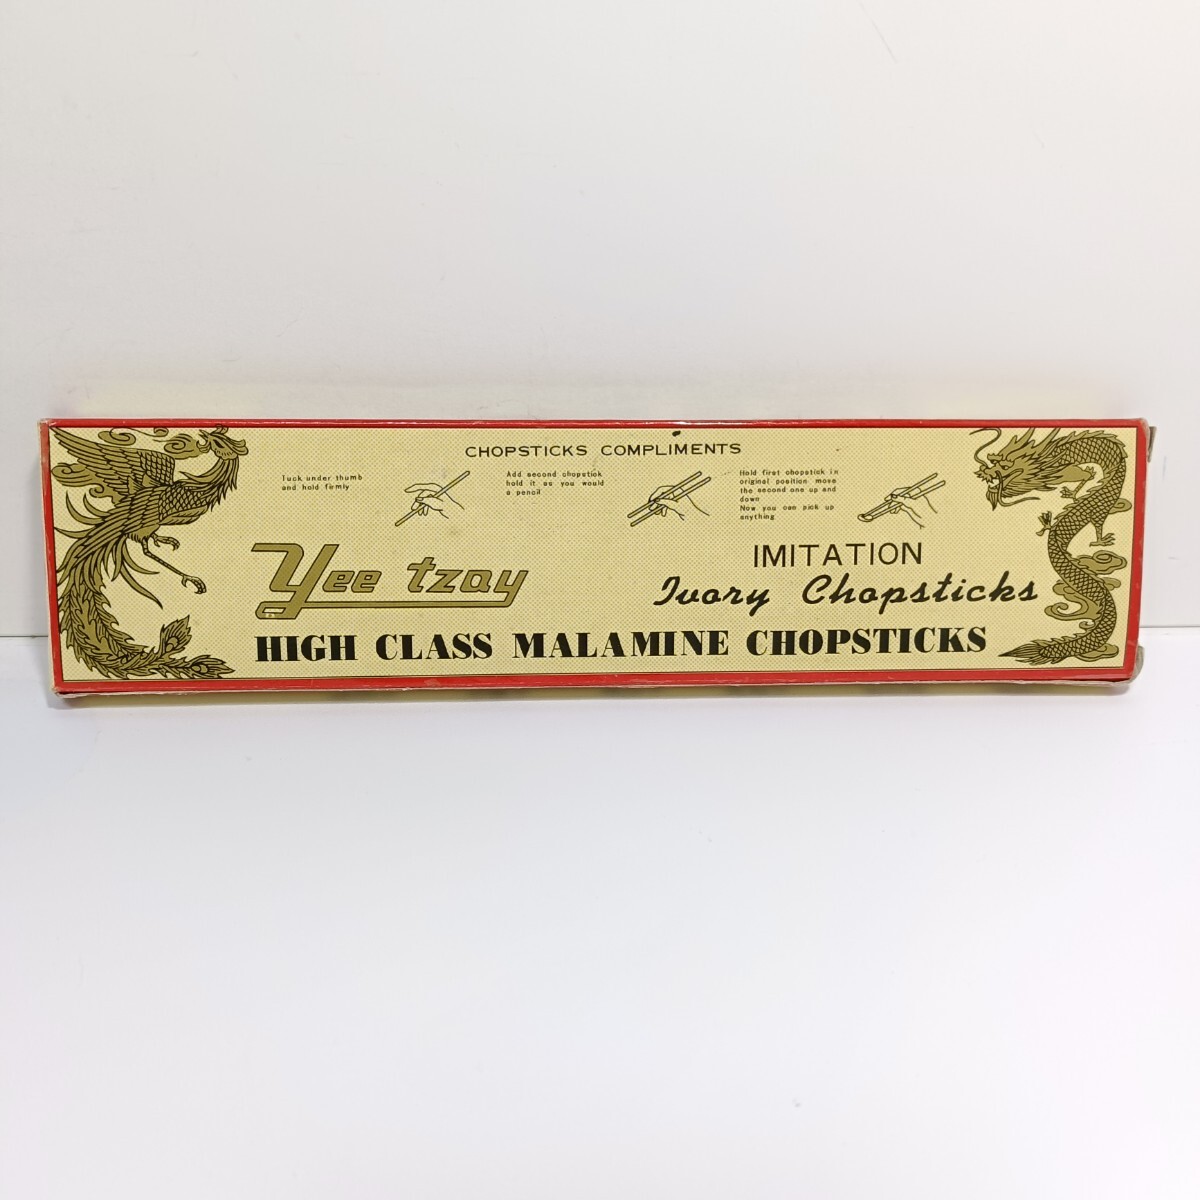 CHOPSTICKS COMPLIMENTS
Tuck under thumb
and hold firmly
Add second chopstick
hold it as you would
a pencil
Hold first chopstick in
original position move
the second one up and
down
Now you can pick up
anything
Yee tzay
IMITATION
Ivory Chopsticks
HIGH CLASS MALAMINE CHOPSTICKS